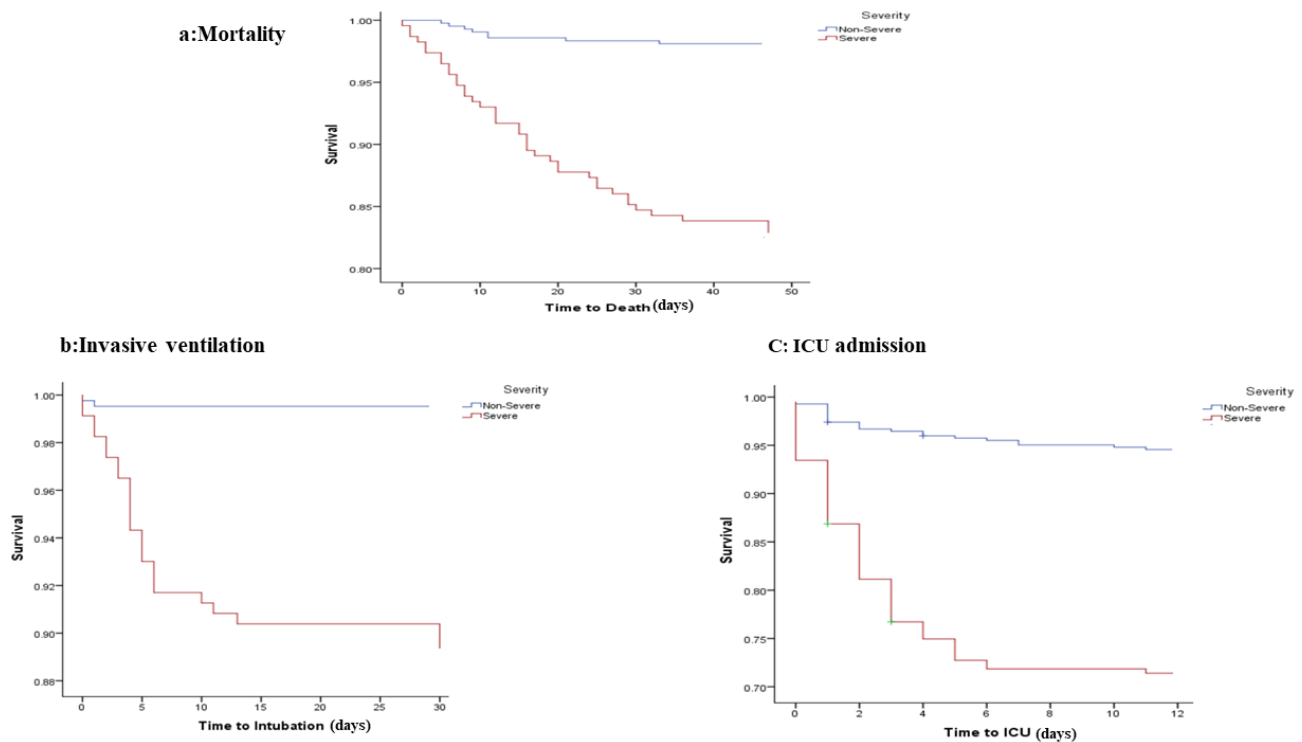 a:Mortality
Severity
Non-Severe
Severe
1.00
0.95
0.90
0.85
0.80
Survival
0 10 20 30 40 50
Time to Death (days)
b:Invasive ventilation
Severity
Non-Severe
Severe
1.00
0.98
0.96
0.94
0.92
0.90
0.88
Survival
0 5 10 15 20 25 30
Time to Intubation (days)
C: ICU admission
Severity
Non-Severe
Severe
1.00
0.95
0.90
0.85
0.80
0.75
0.70
Survival
0 2 4 6 8 10 12
Time to ICU (days)